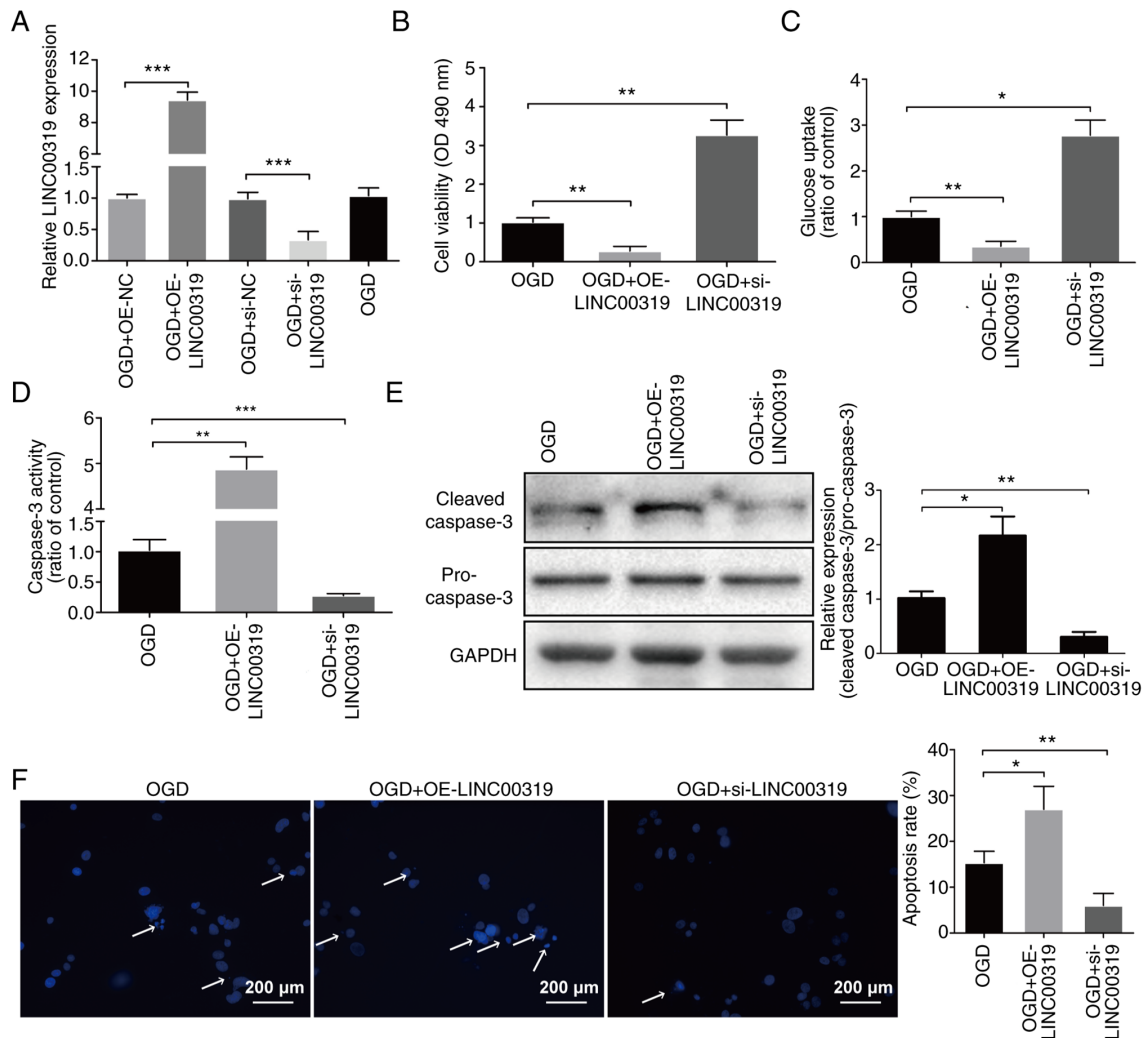 A
Relative LINC00319 expression
12
10
8
6
1.5
1.0
0.5
0.0
***
***
OGD+OE-NC
OGD+OE-
LINC00319
OGD+si-NC
OGD+si-
LINC00319
OGD
B
Cell viability (OD 490 nm)
5
4
3
2
1
0
**
**
OGD
OGD+OE-
LINC00319
OGD+si-
LINC00319
C
Glucose uptake
(ratio of control)
4
3
2
1
0
*
**
OGD
OGD+OE-
LINC00319
OGD+si-
LINC00319
D
Caspase-3 activity
(ratio of control)
6
5
4
1.5
1.0
0.5
0.0
***
**
OGD
OGD+OE-
LINC00319
OGD+si-
LINC00319
E
OGD
OGD+OE-
LINC00319
OGD+si-
LINC00319
Cleaved
caspase-3
Pro-
caspase-3
GAPDH
Relative expression
(cleaved caspase-3/pro-caspase-3)
3
2
1
0
**
*
OGD
OGD+OE-
LINC00319
OGD+si-
LINC00319
F
OGD
OGD+OE-LINC00319
OGD+si-LINC00319
200 µm
200 µm
200 µm
Apoptosis rate (%)
40
30
20
10
0
**
*
OGD
OGD+OE-
LINC00319
OGD+si-
LINC00319